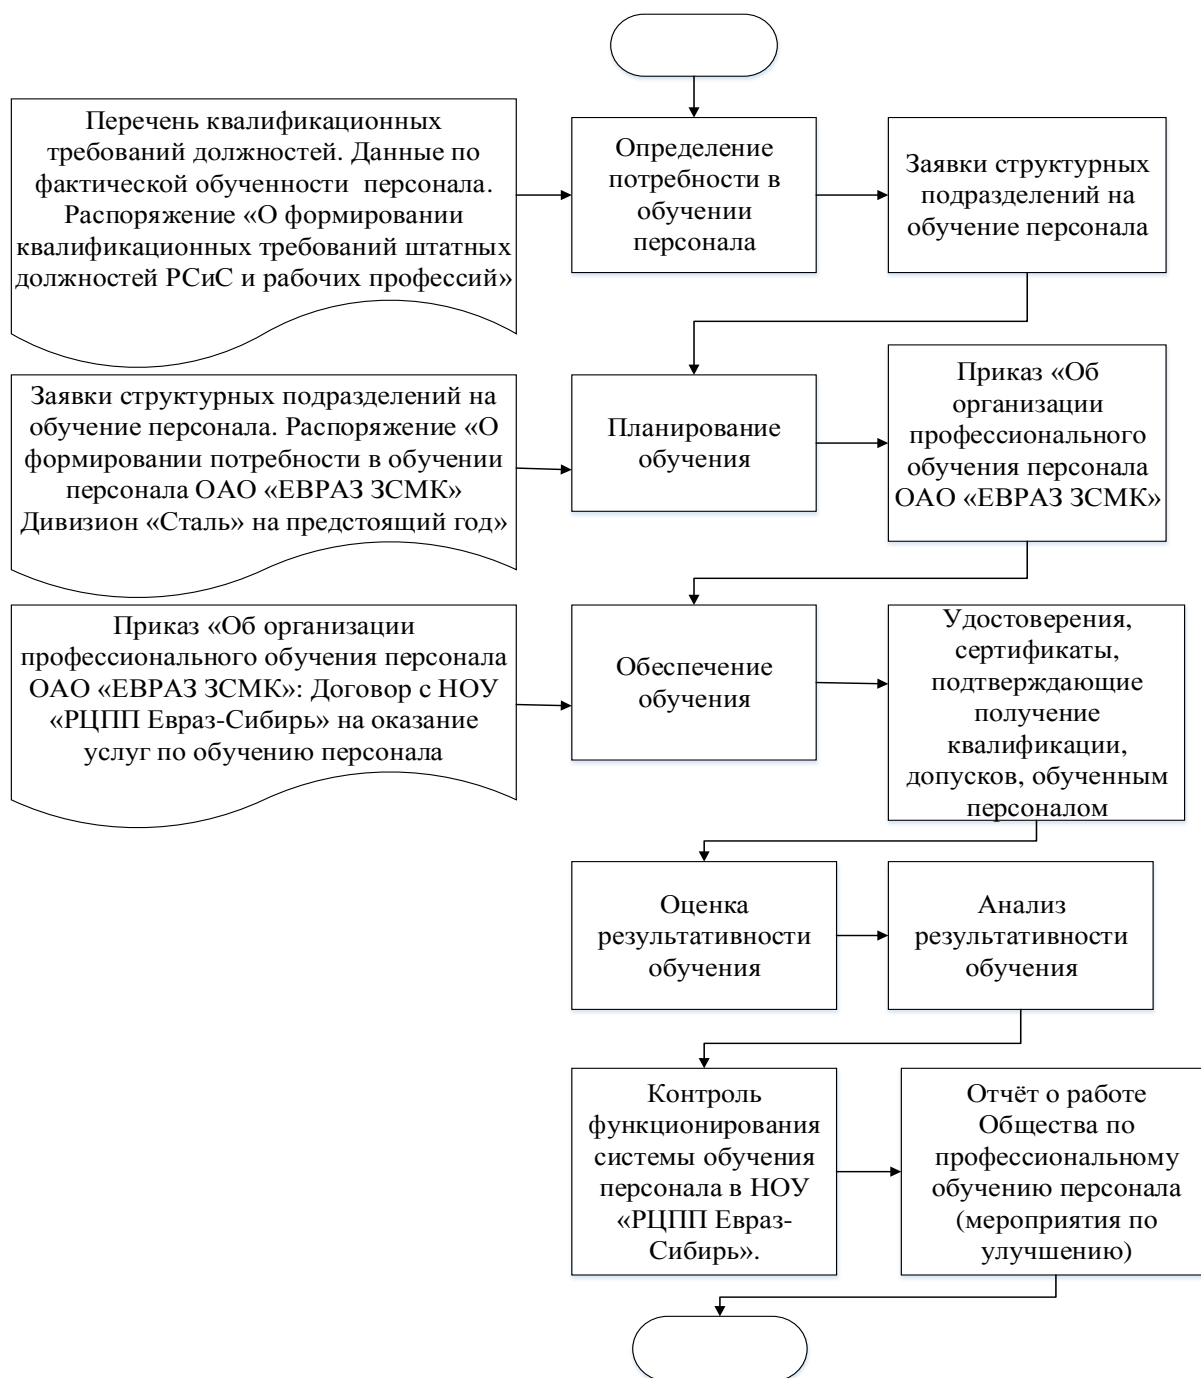 Перечень квалификационных
требований должностей. Данные по
фактической обученности персонала.
Распоряжение «О формировании
квалификационных требований штатных
должностей РСиС и рабочих профессий»
Определение
потребности в
обучении
персонала
Заявки структурных
подразделений на
обучение персонала
Заявки структурных подразделений на
обучение персонала. Распоряжение «О
формировании потребности в обучении
персонала ОАО «ЕВРАЗ ЗСМК»
Дивизион «Сталь» на предстоящий год»
Планирование
обучения
Приказ «Об
организации
профессионального
обучения персонала
ОАО «ЕВРАЗ ЗСМК»
Приказ «Об организации
профессионального обучения персонала
ОАО «ЕВРАЗ ЗСМК»: Договор с НОУ
«РЦПП Евраз-Сибирь» на оказание
услуг по обучению персонала
Обеспечение
обучения
Удостоверения,
сертификаты,
подтверждающие
получение
квалификации,
допусков, обученным
персоналом
Оценка
результативности
обучения
Анализ
результативности
обучения
Контроль
функционирования
системы обучения
персонала в НОУ
«РЦПП Евраз-
Сибирь».
Отчёт о работе
Общества по
профессиональному
обучению персонала
(мероприятия по
улучшению)